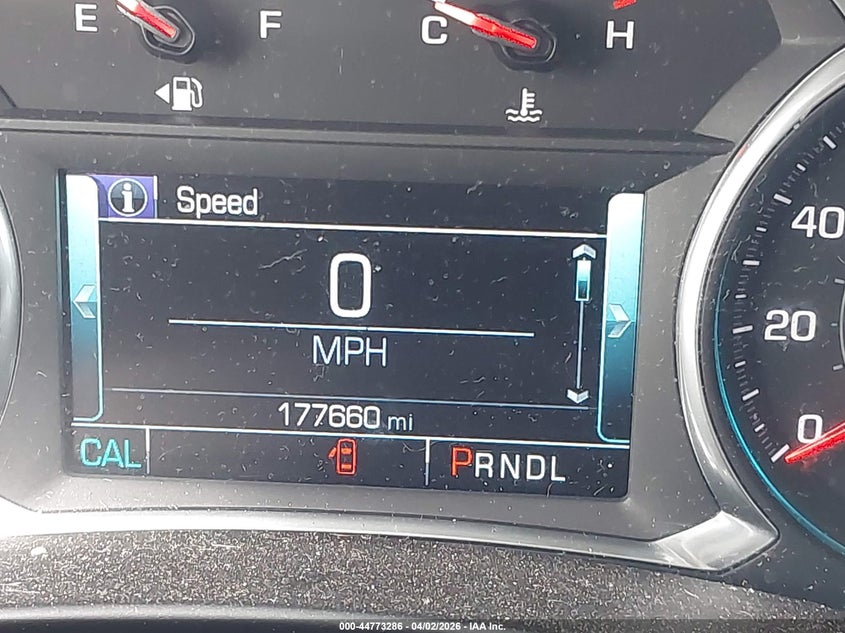 E F C H
Speed
0
MPH
177660 mi
CAL PRNDL
40
20
0
000-44773286 - 04/02/2026 - IAA Inc.